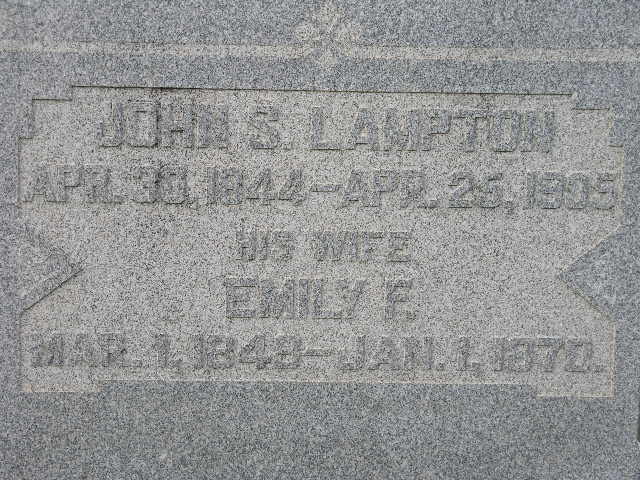 JOHN S. LAMPTON
APR. 30, 1844–APR. 25, 1905
HIS WIFE
EMILY F.
MAR. 1, 1848–JAN. 1, 1870.